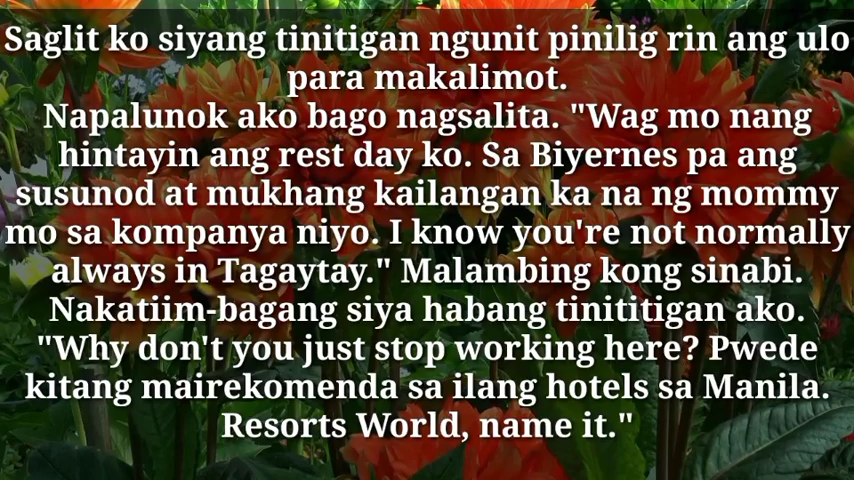 Saglit ko siyang tinitigan ngunit pinilig rin ang ulo
para makalimot.
Napalunok ako bago nagsalita. "Wag mo nang
hintayin ang rest day ko. Sa Biyernes pa ang
susunod at mukhang kailangan ka na ng mommy
mo sa kompanya niyo. I know you're not normally
always in Tagaytay." Malambing kong sinabi.
Nakatiim-bagang siya habang tinititigan ako.
"Why don't you just stop working here? Pwede
kitang mairekomenda sa ilang hotels sa Manila.
Resorts World, name it."